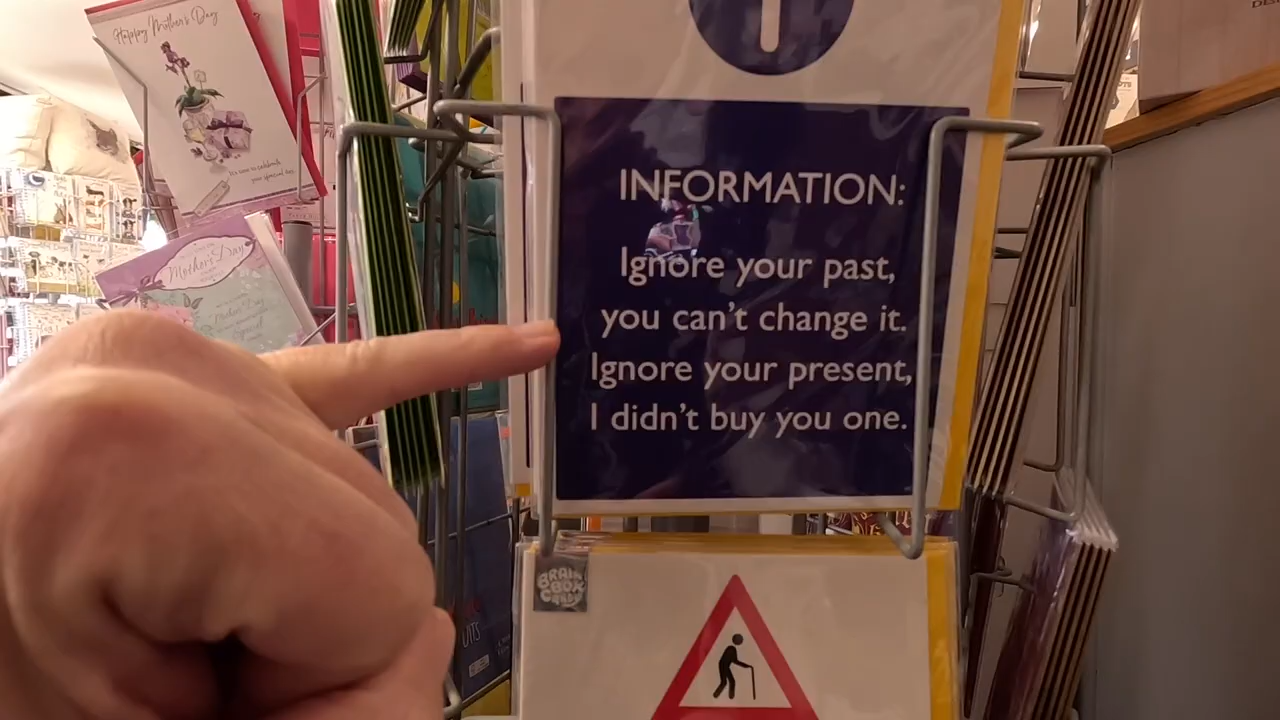 Happy Mother's Day
Mother's Day
INFORMATION:
Ignore your past,
you can't change it.
Ignore your present,
I didn't buy you one.
BRAIN
BOX
CANDY